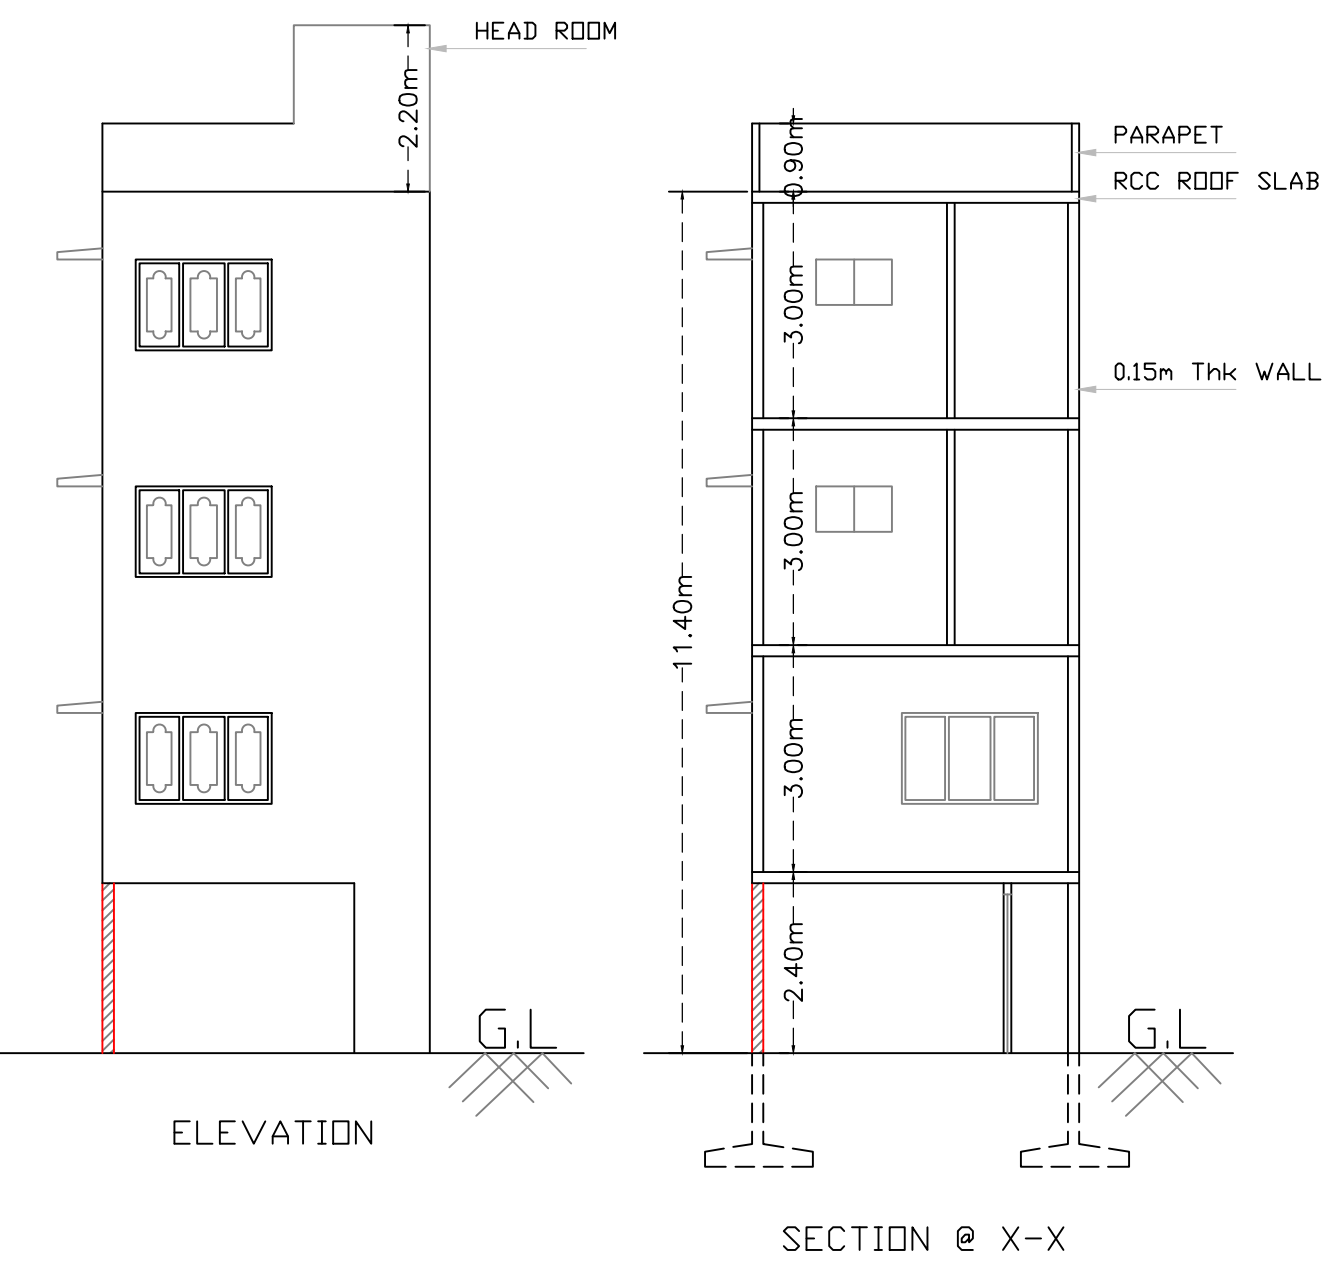 HEAD ROOM
2.20m
PARAPET
0.90m
RCC ROOF SLAB
3.00m
0.15m Thk WALL
3.00m
11.40m
3.00m
2.40m
G.L
G.L
ELEVATION
SECTION @ X-X